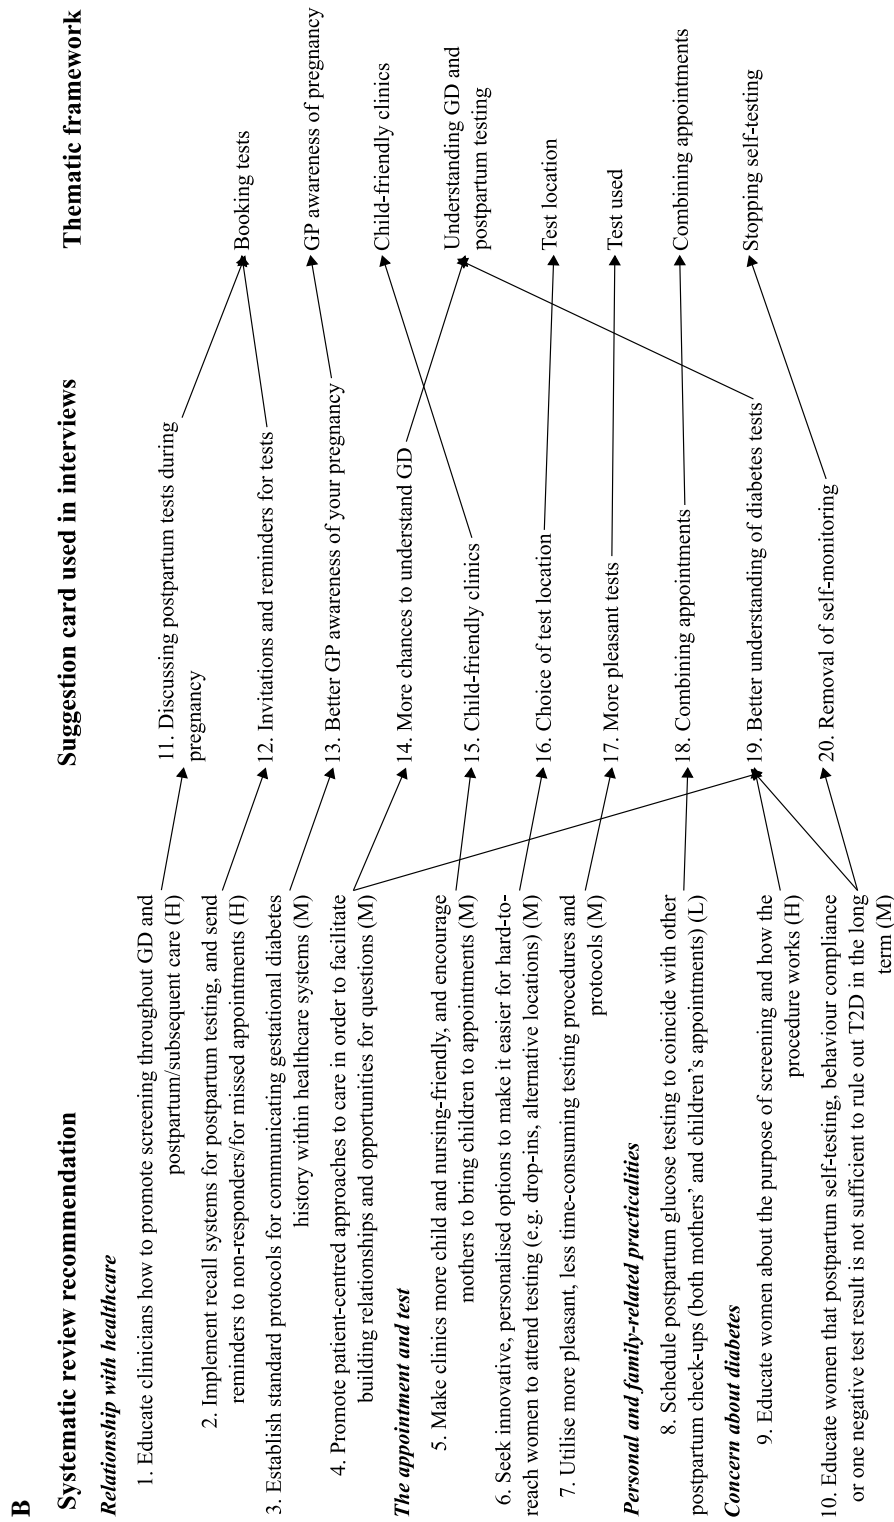 B
Systematic review recommendation
Relationship with healthcare
1. Educate clinicians how to promote screening throughout GD and
postpartum/subsequent care (H)
2. Implement recall systems for postpartum testing, and send
reminders to non-responders/for missed appointments (H)
3. Establish standard protocols for communicating gestational diabetes
history within healthcare systems (M)
4. Promote patient-centred approaches to care in order to facilitate
building relationships and opportunities for questions (M)
The appointment and test
5. Make clinics more child and nursing-friendly, and encourage
mothers to bring children to appointments (M)
6. Seek innovative, personalised options to make it easier for hard-to-
reach women to attend testing (e.g. drop-ins, alternative locations) (M)
7. Utilise more pleasant, less time-consuming testing procedures and
protocols (M)
Personal and family-related practicalities
8. Schedule postpartum glucose testing to coincide with other
postpartum check-ups (both mothers' and children's appointments) (L)
Concern about diabetes
9. Educate women about the purpose of screening and how the
procedure works (H)
10. Educate women that postpartum self-testing, behaviour compliance
or one negative test result is not sufficient to rule out T2D in the long
term (M)
Suggestion card used in interviews
11. Discussing postpartum tests during
pregnancy
12. Invitations and reminders for tests
13. Better GP awareness of your pregnancy
14. More chances to understand GD
15. Child-friendly clinics
16. Choice of test location
17. More pleasant tests
18. Combining appointments
19. Better understanding of diabetes tests
20. Removal of self-monitoring
Thematic framework
Booking tests
GP awareness of pregnancy
Child-friendly clinics
Understanding GD and
postpartum testing
Test location
Test used
Combining appointments
Stopping self-testing